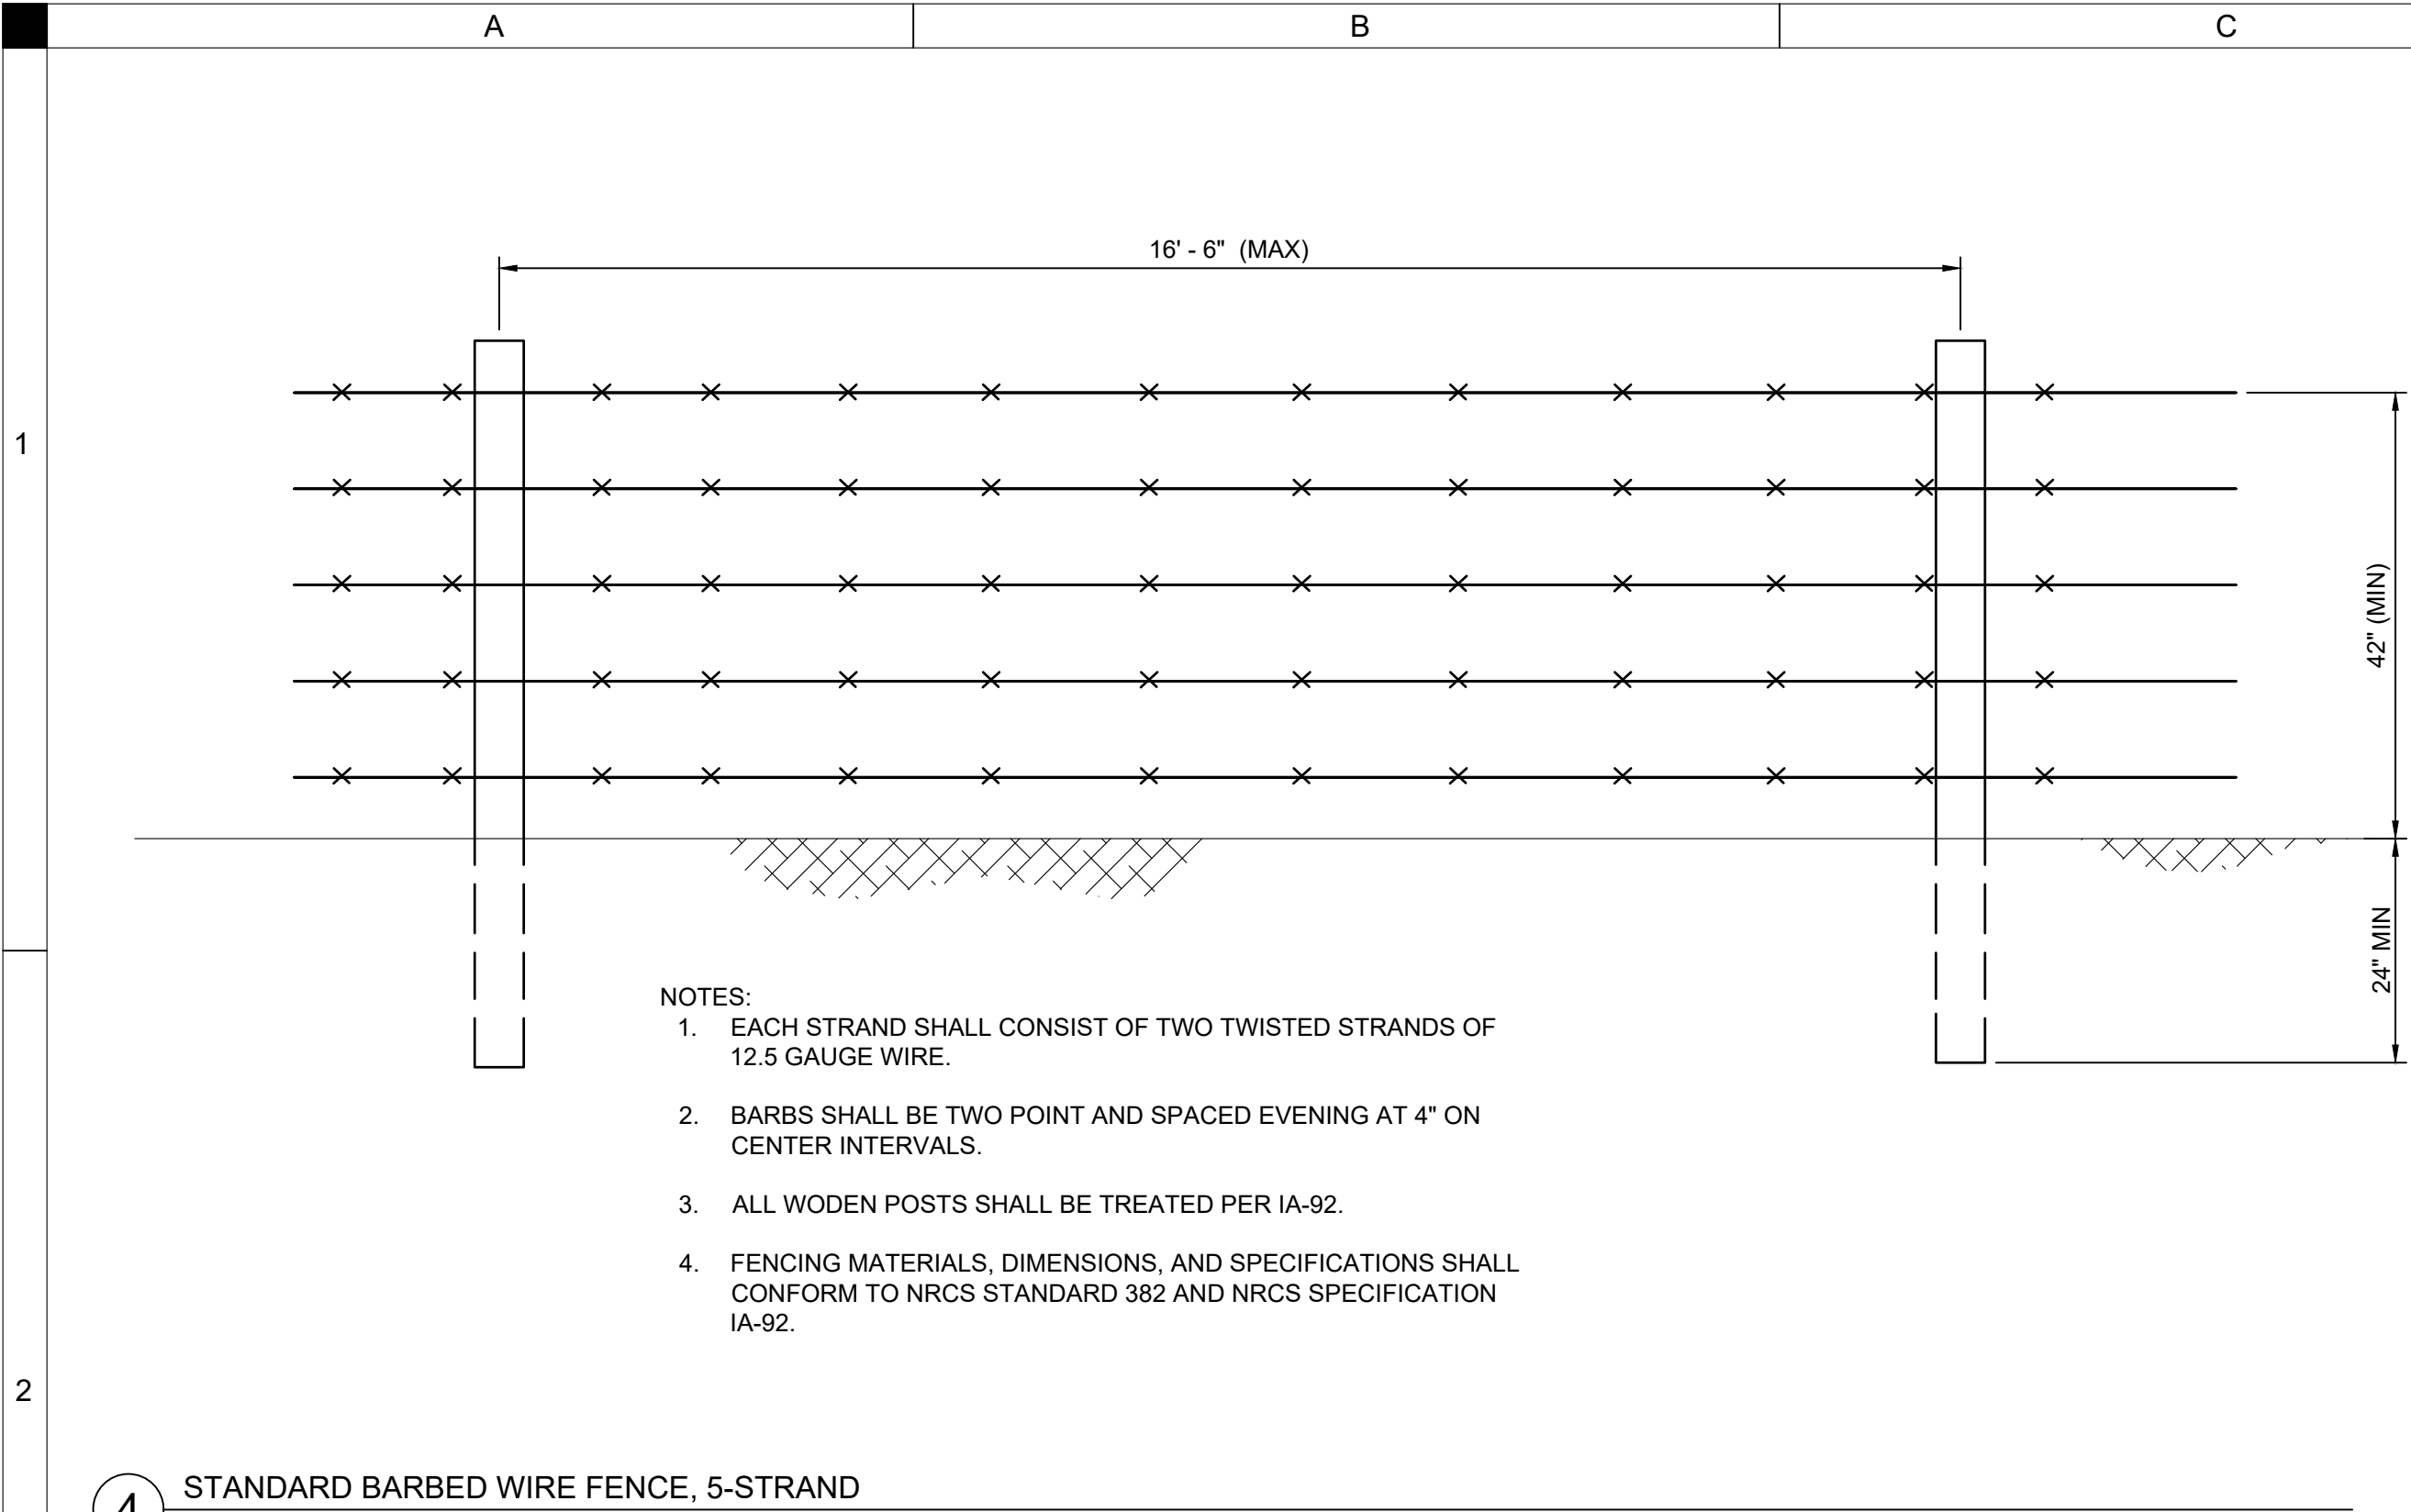 A B C
1
16' - 6" (MAX)
42" (MIN)
24" MIN
NOTES:
1. EACH STRAND SHALL CONSIST OF TWO TWISTED STRANDS OF
12.5 GAUGE WIRE.
2. BARBS SHALL BE TWO POINT AND SPACED EVENING AT 4" ON
CENTER INTERVALS.
3. ALL WODEN POSTS SHALL BE TREATED PER IA-92.
4. FENCING MATERIALS, DIMENSIONS, AND SPECIFICATIONS SHALL
CONFORM TO NRCS STANDARD 382 AND NRCS SPECIFICATION
IA-92.
2
4 STANDARD BARBED WIRE FENCE, 5-STRAND